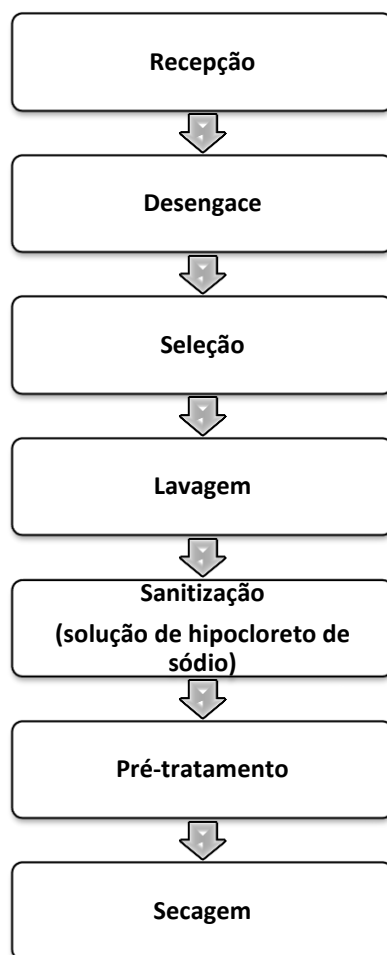 Recepção
Desengace
Seleção
Lavagem
Sanitização
(solução de hipocloreto de
sódio)
Pré-tratamento
Secagem